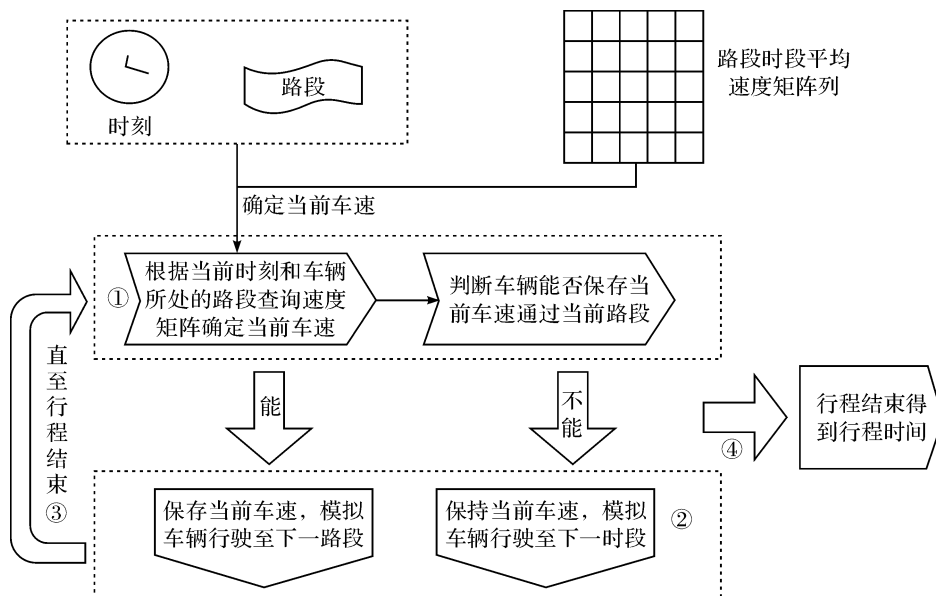 路段
时刻
路段时段平均
速度矩阵列
确定当前车速
①
根据当前时刻和车辆
所处的路段查询速度
矩阵确定当前车速
判断车辆能否保存当
前车速通过当前路段
直至行程结束
③
能
不能
④
行程结束得
到行程时间
保存当前车速，模拟
车辆行驶至下一路段
保持当前车速，模拟
车辆行驶至下一时段
②